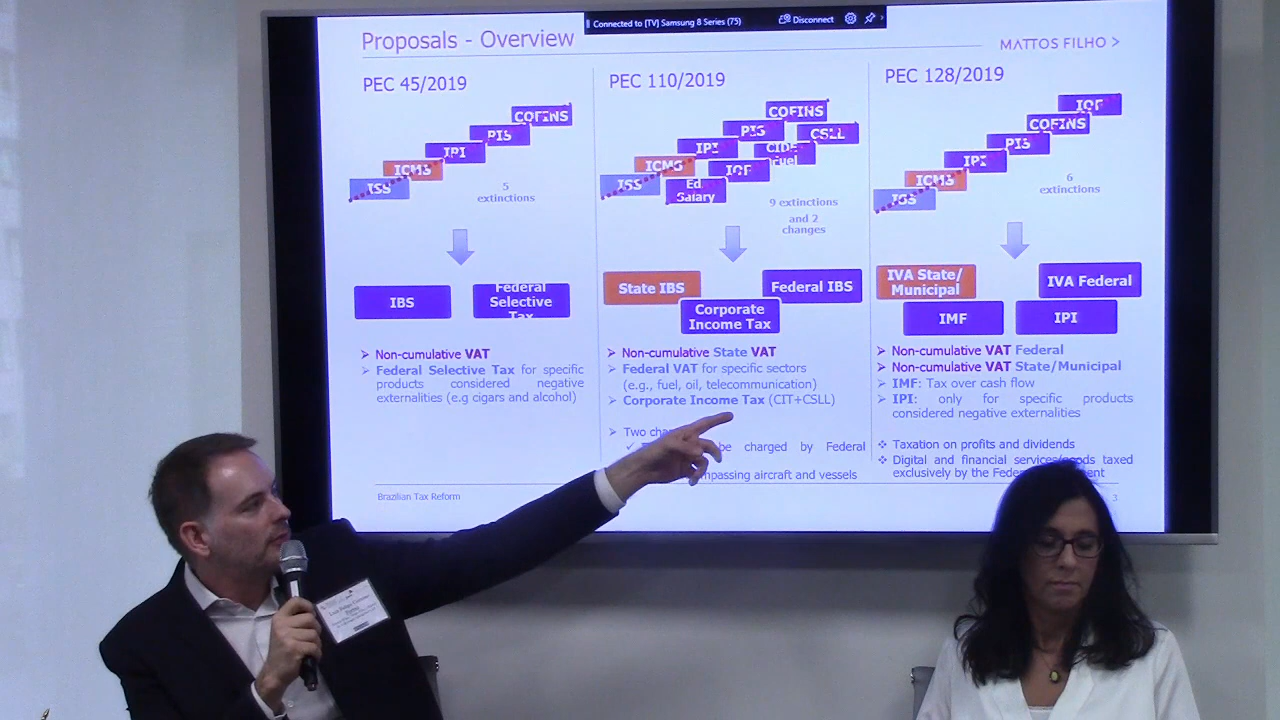 Connected to [TV] Samsung 8 Series (75)
Disconnect
Proposals - Overview
MATTOS FILHO >
PEC 45/2019
COFINS
PIS
IPI
ICMS
ISS
5
extinctions
IBS
Federal
Selective
Tax
➤ Non-cumulative VAT
➤ Federal Selective Tax for specific
products considered negative
externalities (e.g cigars and alcohol)
PEC 110/2019
COFINS
PIS
CSLL
IPI
CIDE
Fuel
ICMS
IOF
ISS
Ed.
Salary
9 extinctions
and 2
changes
State IBS
Federal IBS
Corporate
Income Tax
➤ Non-cumulative State VAT
➤ Federal VAT for specific sectors
(e.g., fuel, oil, telecommunication)
➤ Corporate Income Tax (CIT+CSLL)
➤ Two
✓ be charged by Federal
aircraft and vessels
PEC 128/2019
IOF
COFINS
PIS
IPI
ICMS
ISS
6
extinctions
IVA State/
Municipal
IVA Federal
IMF
IPI
➤ Non-cumulative VAT Federal
➤ Non-cumulative VAT State/Municipal
➤ IMF: Tax over cash flow
➤ IPI: only for specific products
considered negative externalities
❖ Taxation on profits and dividends
❖ Digital and financial services/goods taxed
exclusively by the
Brazilian Tax Reform
3